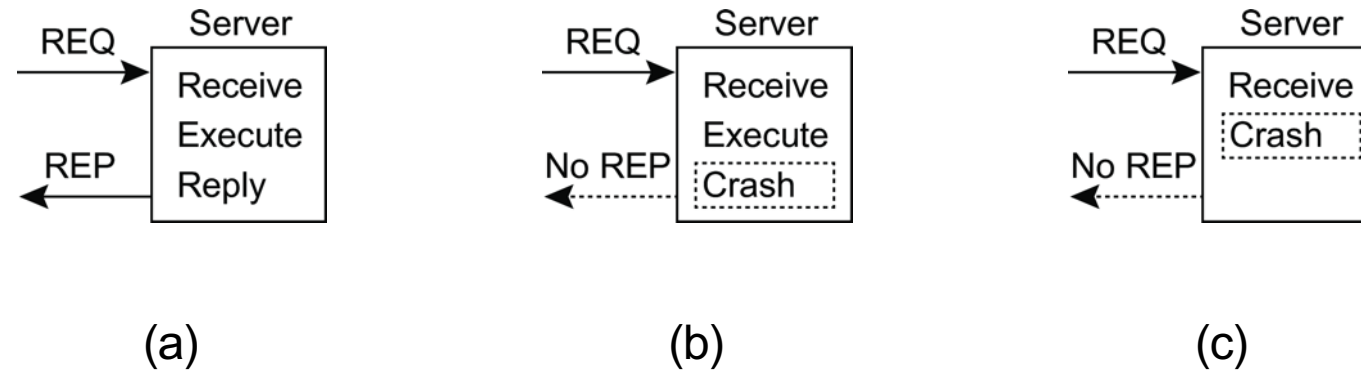 Server
REQ
Receive
Execute
REP
Reply
(a)
Server
REQ
Receive
Execute
No REP
Crash
(b)
Server
REQ
Receive
Crash
No REP
(c)